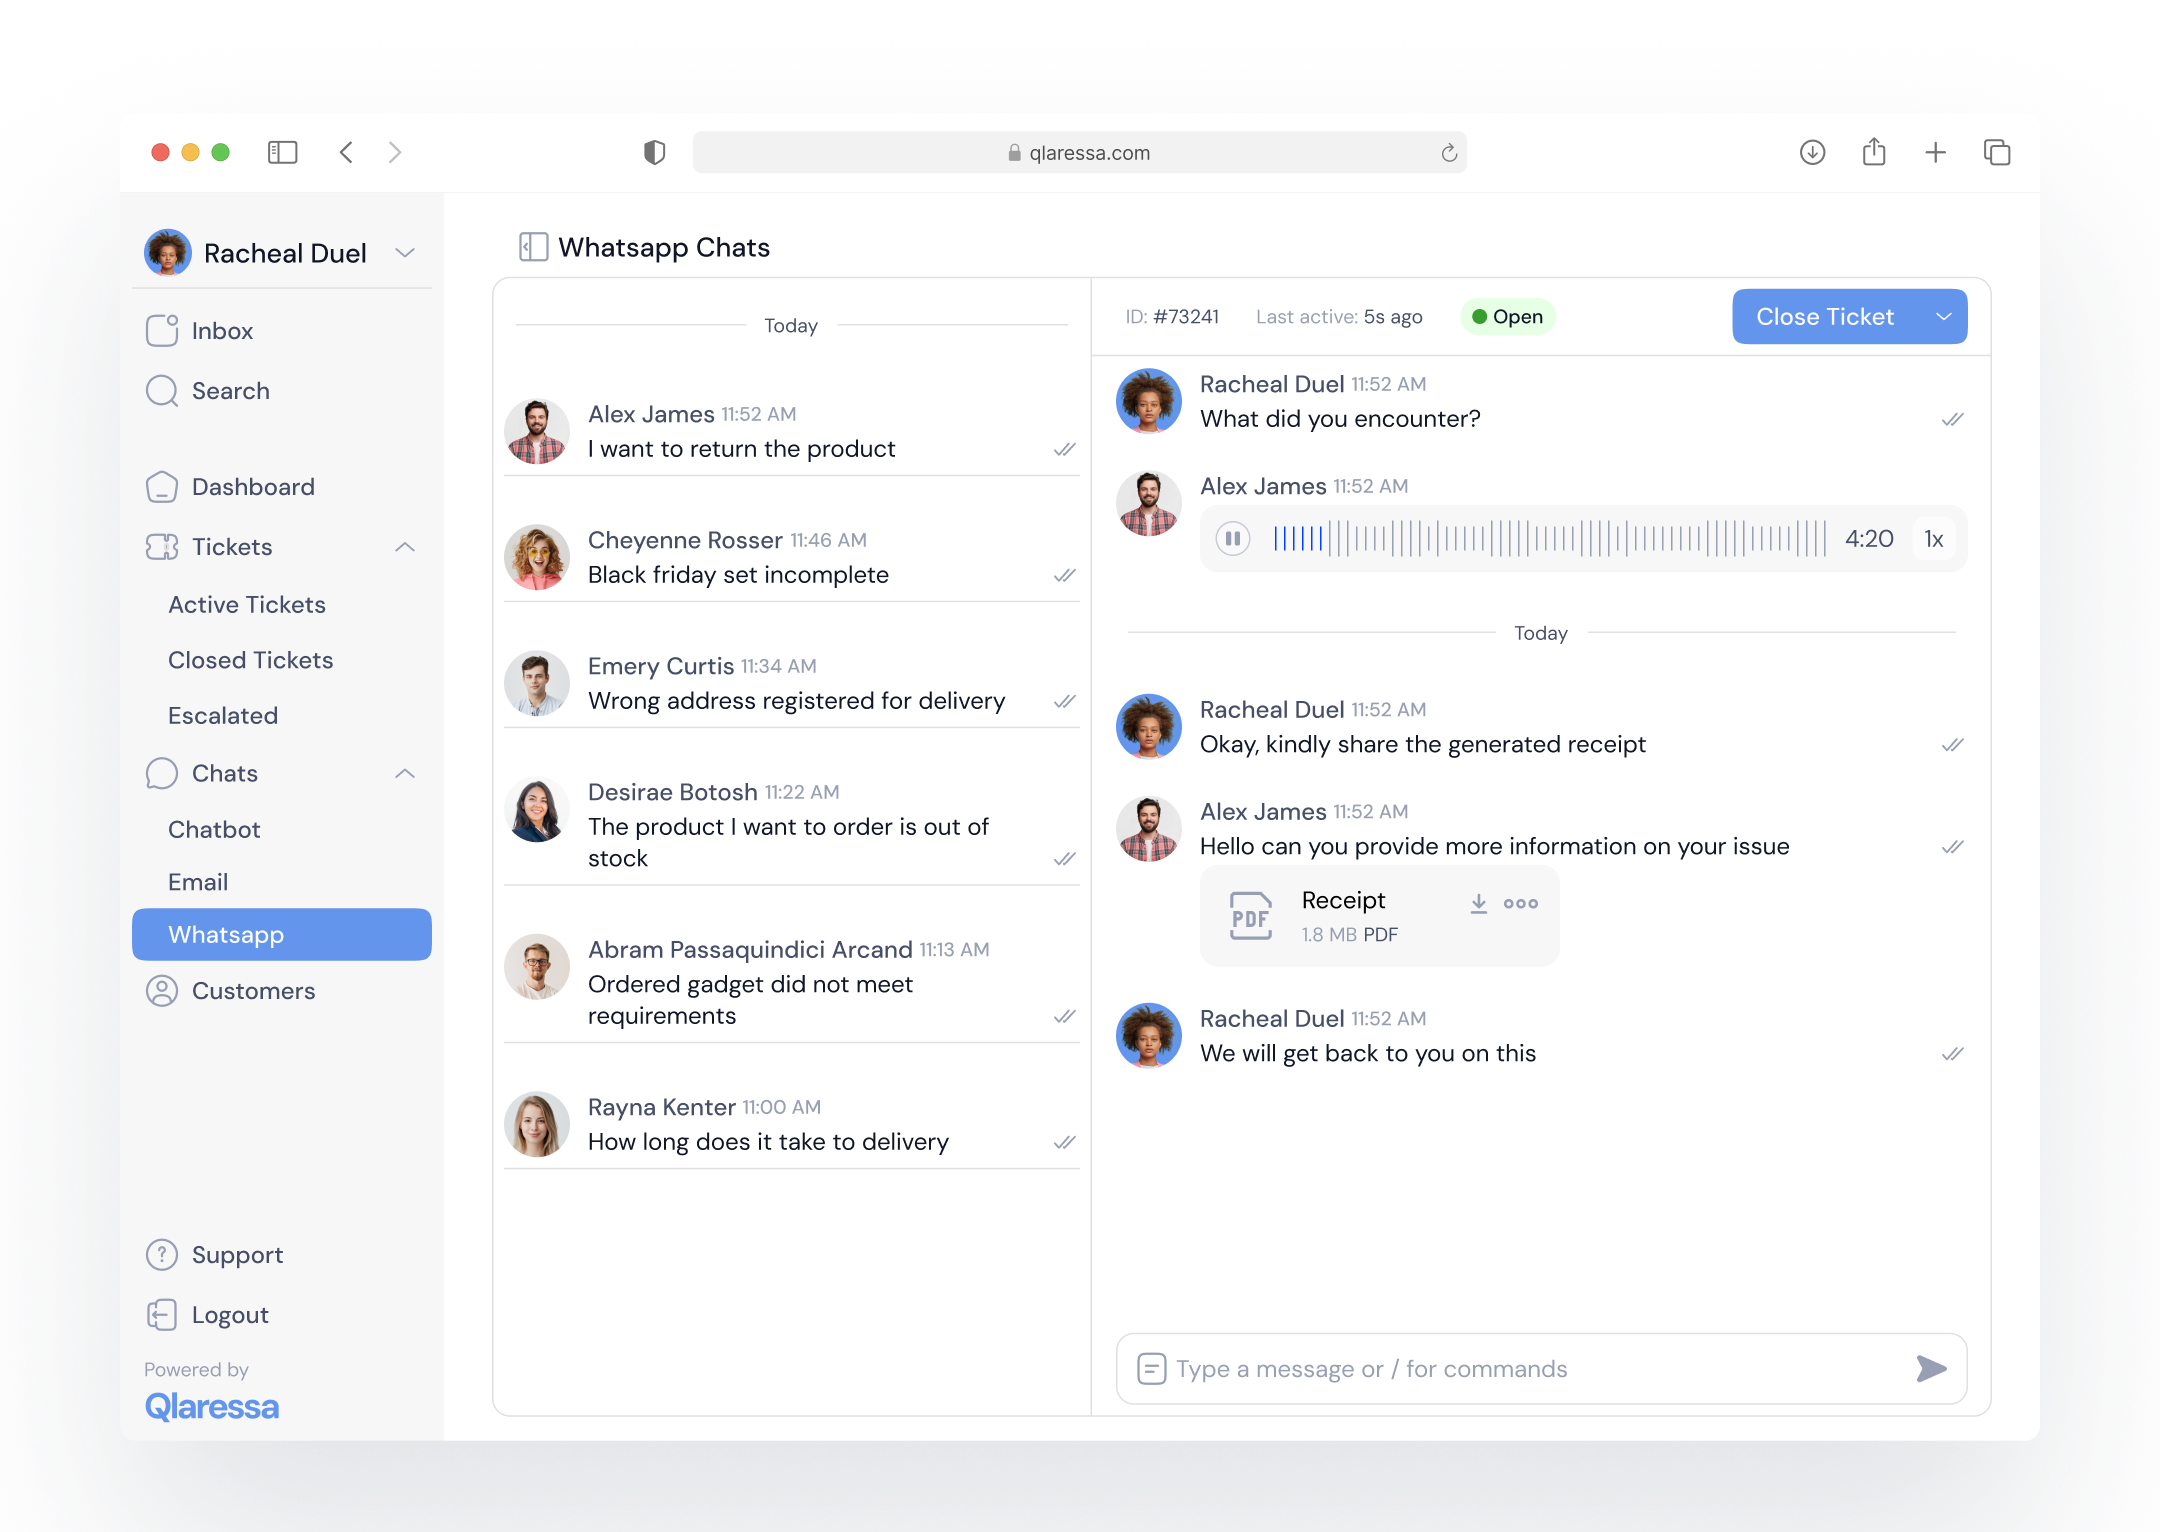 qlaressa.com
Racheal Duel
Inbox
Search
Dashboard
Tickets
Active Tickets
Closed Tickets
Escalated
Chats
Chatbot
Email
Whatsapp
Customers
Support
Logout
Powered by
Qlaressa
Whatsapp Chats
Today
Alex James 11:52 AM
I want to return the product
Cheyenne Rosser 11:46 AM
Black friday set incomplete
Emery Curtis 11:34 AM
Wrong address registered for delivery
Desirae Botosh 11:22 AM
The product I want to order is out of
stock
Abram Passaquindici Arcand 11:13 AM
Ordered gadget did not meet
requirements
Rayna Kenter 11:00 AM
How long does it take to delivery
ID: #73241 Last active: 5s ago Open Close Ticket
Racheal Duel 11:52 AM
What did you encounter?
Alex James 11:52 AM
4:20 1x
Today
Racheal Duel 11:52 AM
Okay, kindly share the generated receipt
Alex James 11:52 AM
Hello can you provide more information on your issue
PDF Receipt
1.8 MB PDF
Racheal Duel 11:52 AM
We will get back to you on this
Type a message or / for commands